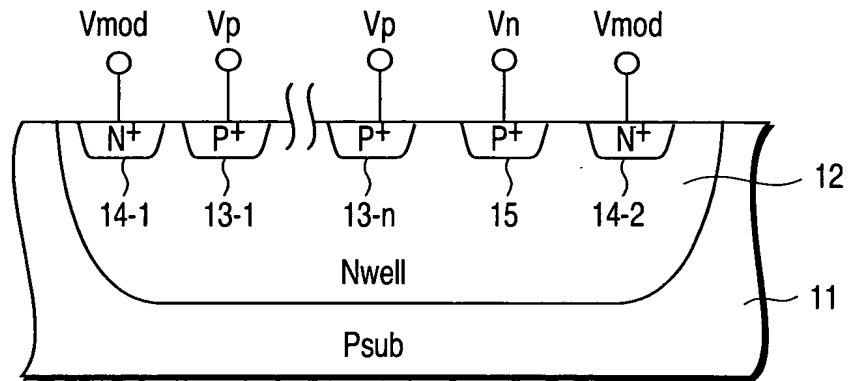 Vmod Vp Vp Vn Vmod
N+ P+ P+ P+ N+
14-1 13-1 13-n 15 14-2 12
Nwell
11
Psub